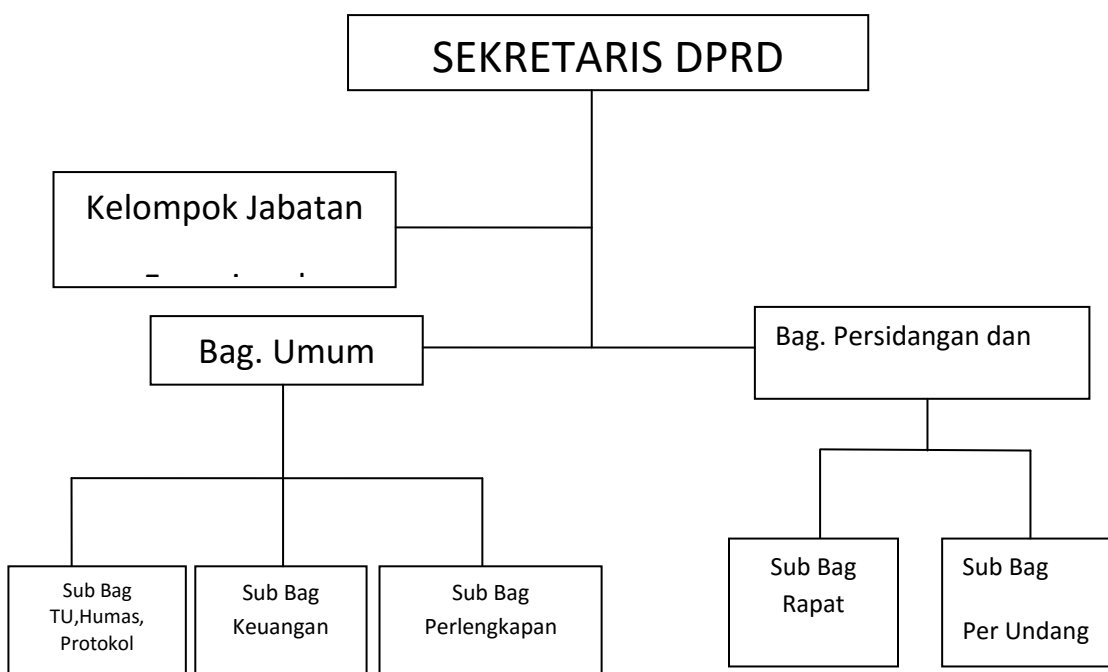 SEKRETARIS DPRD
Kelompok Jabatan
Bag. Umum
Bag. Persidangan dan
Sub Bag
TU,Humas,
Protokol
Sub Bag
Keuangan
Sub Bag
Perlengkapan
Sub Bag
Rapat
Sub Bag
Per Undang